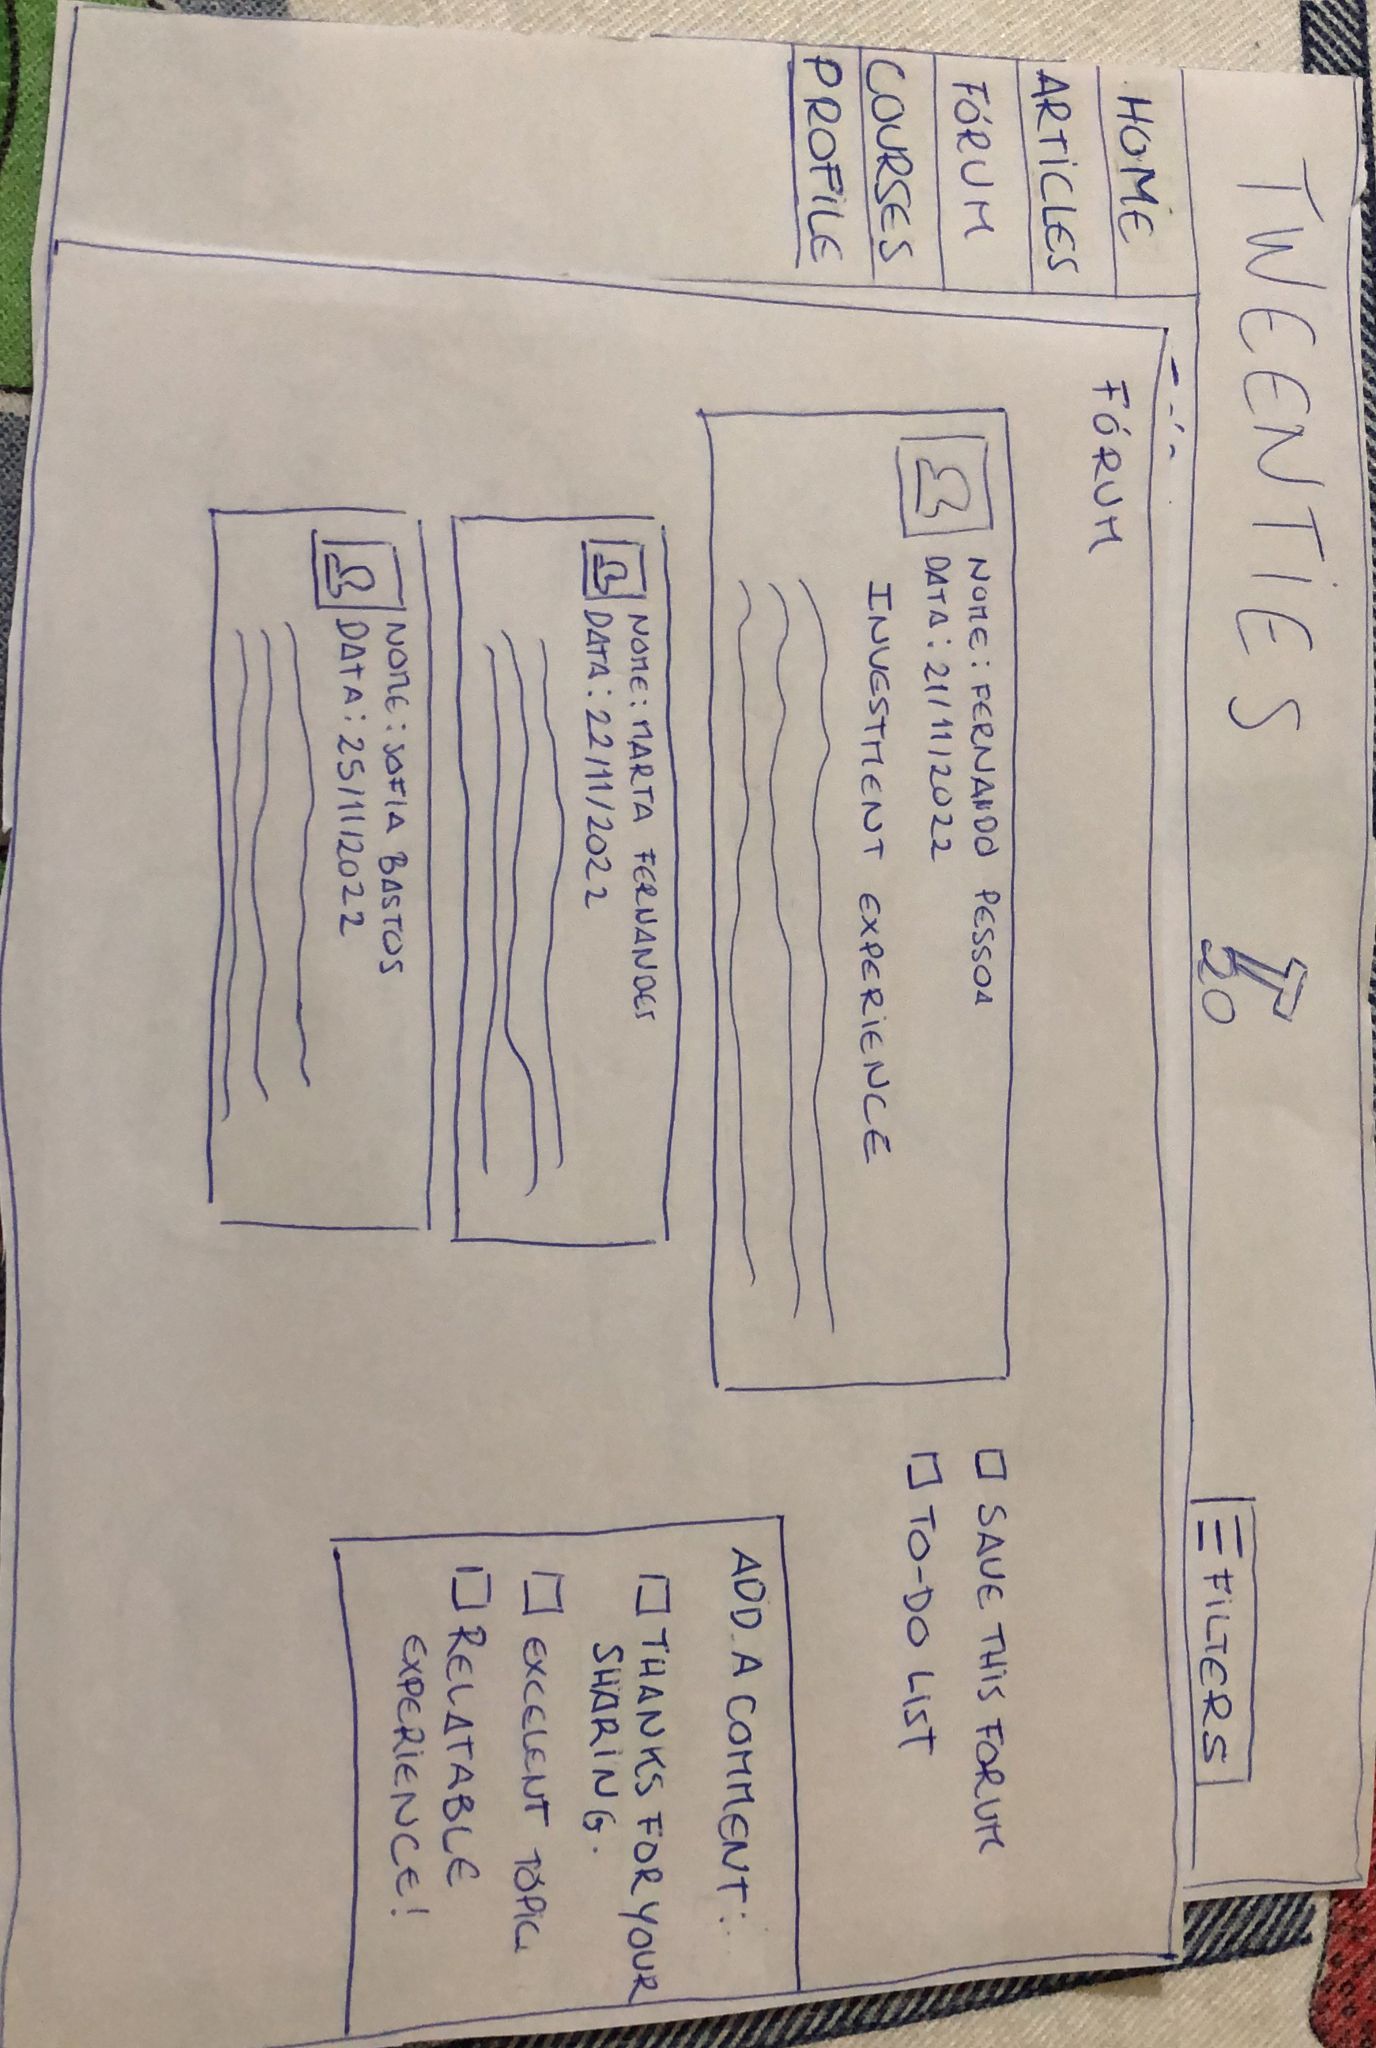 TWEENTIES
20
FILTERS
HOME
ARTICLES
FÓRUM
COURSES
PROFILE
FÓRUM
NOME: FERNANDO PESSOA
DATA: 21/11/2022
INVESTMENT EXPERIENCE
NOME: MARTA FERNANDES
DATA: 22/11/2022
NOME: SOFIA BASTOS
DATA: 25/11/2022
SAVE THIS FORUM
TO-DO LIST
ADD A COMMENT:
THANKS FOR YOUR
SHARING.
EXCELENT TOPIC
RELATABLE
EXPERIENCE!